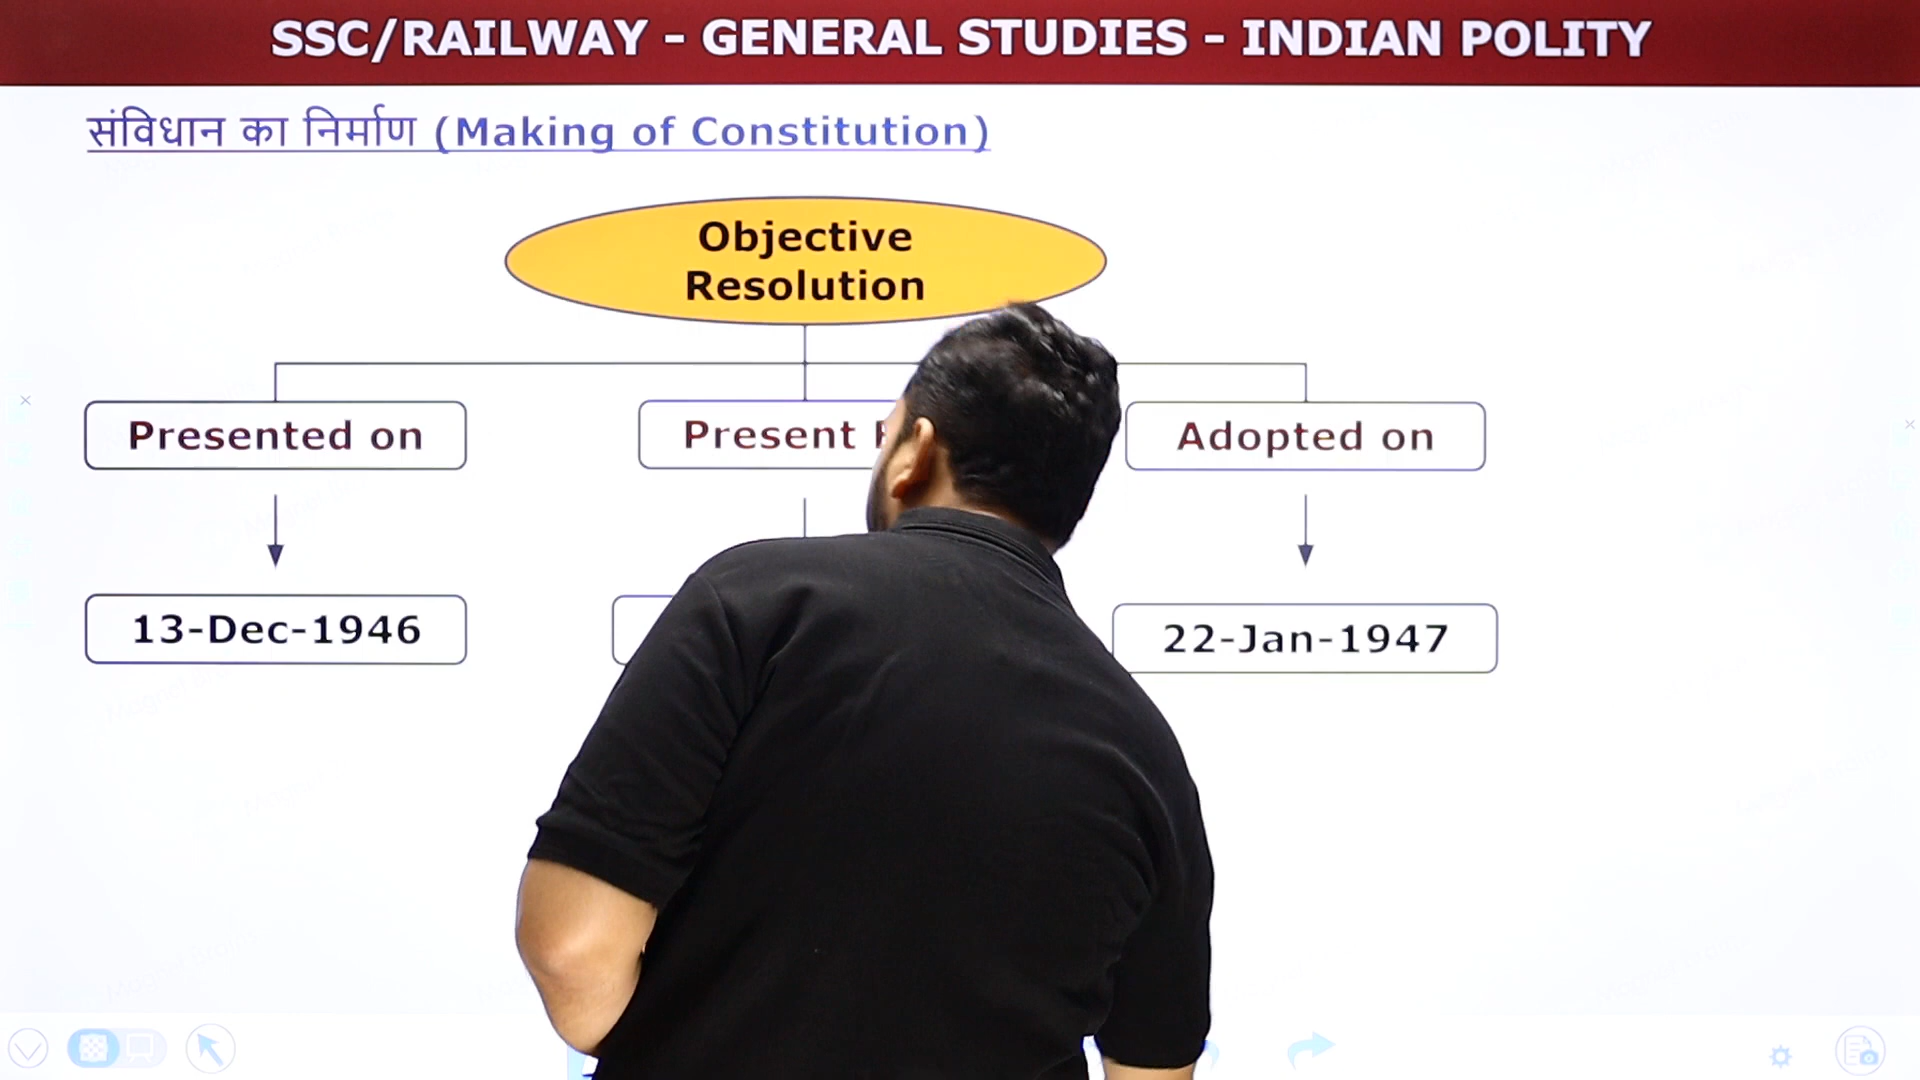 SSC/RAILWAY - GENERAL STUDIES - INDIAN POLITY
संविधान का निर्माण (Making of Constitution)
Objective
Resolution
Presented on
Present
Adopted on
13-Dec-1946
22-Jan-1947